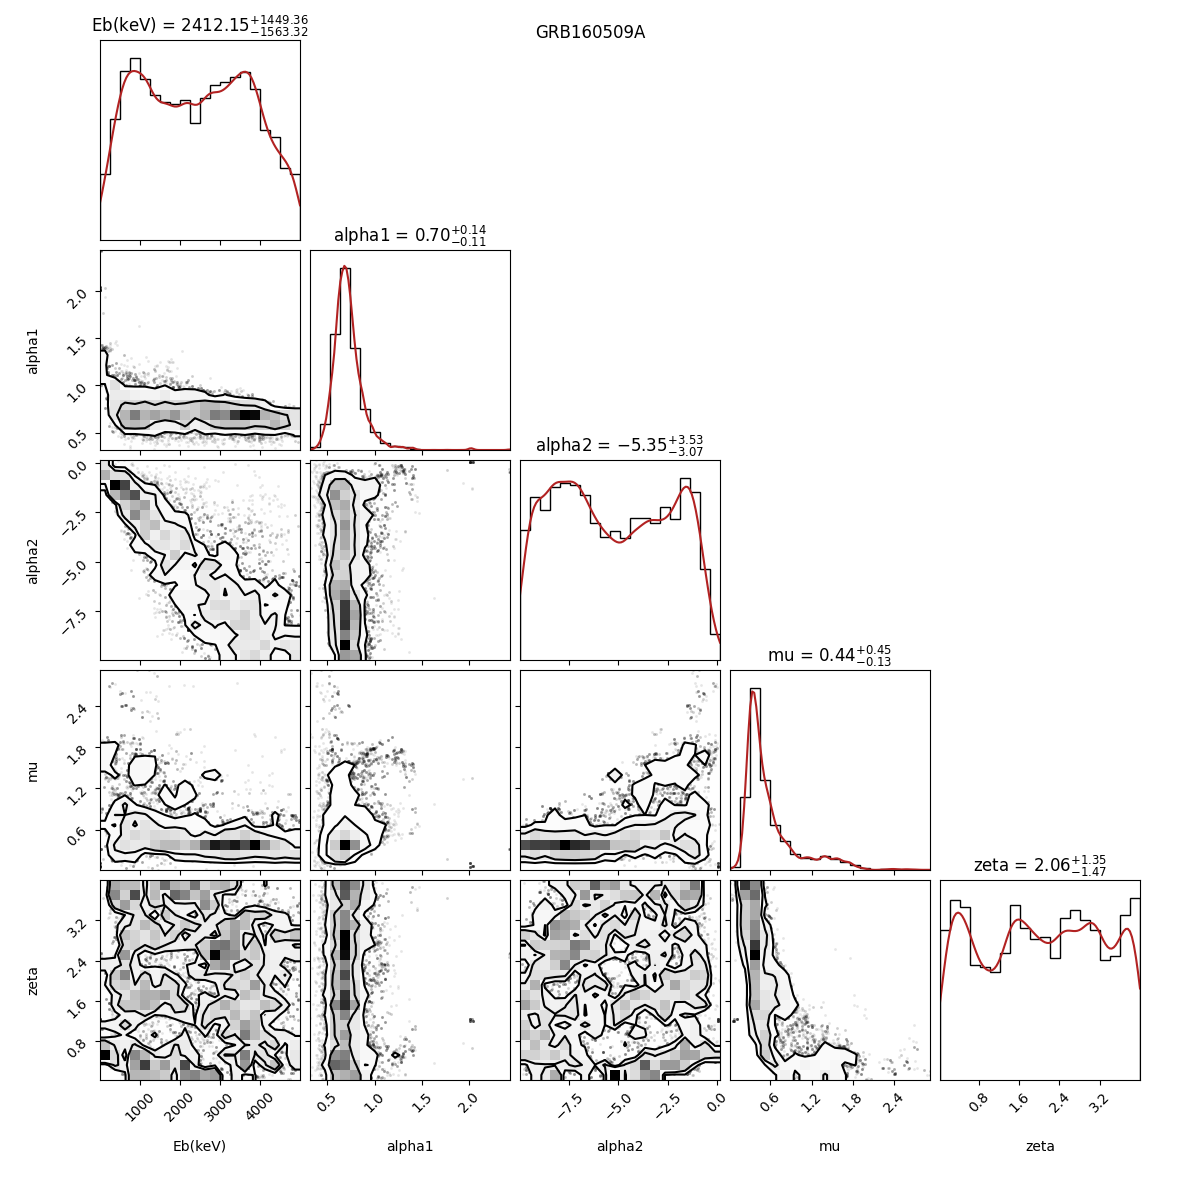 GRB160509A
Eb(keV) = 2412.15+1449.36−1563.32
alpha1 = 0.70+0.14−0.11
alpha1
2.0
1.5
1.0
0.5
alpha2 = −5.35+3.53−3.07
alpha2
0.0
−2.5
−5.0
−7.5
mu = 0.44+0.45−0.13
mu
2.4
1.8
1.2
0.6
zeta = 2.06+1.35−1.47
zeta
3.2
2.4
1.6
0.8
1000 2000 3000 4000
0.5 1.0 1.5 2.0
−7.5 −5.0 −2.5 0.0
0.6 1.2 1.8 2.4
0.8 1.6 2.4 3.2
Eb(keV) alpha1 alpha2 mu zeta